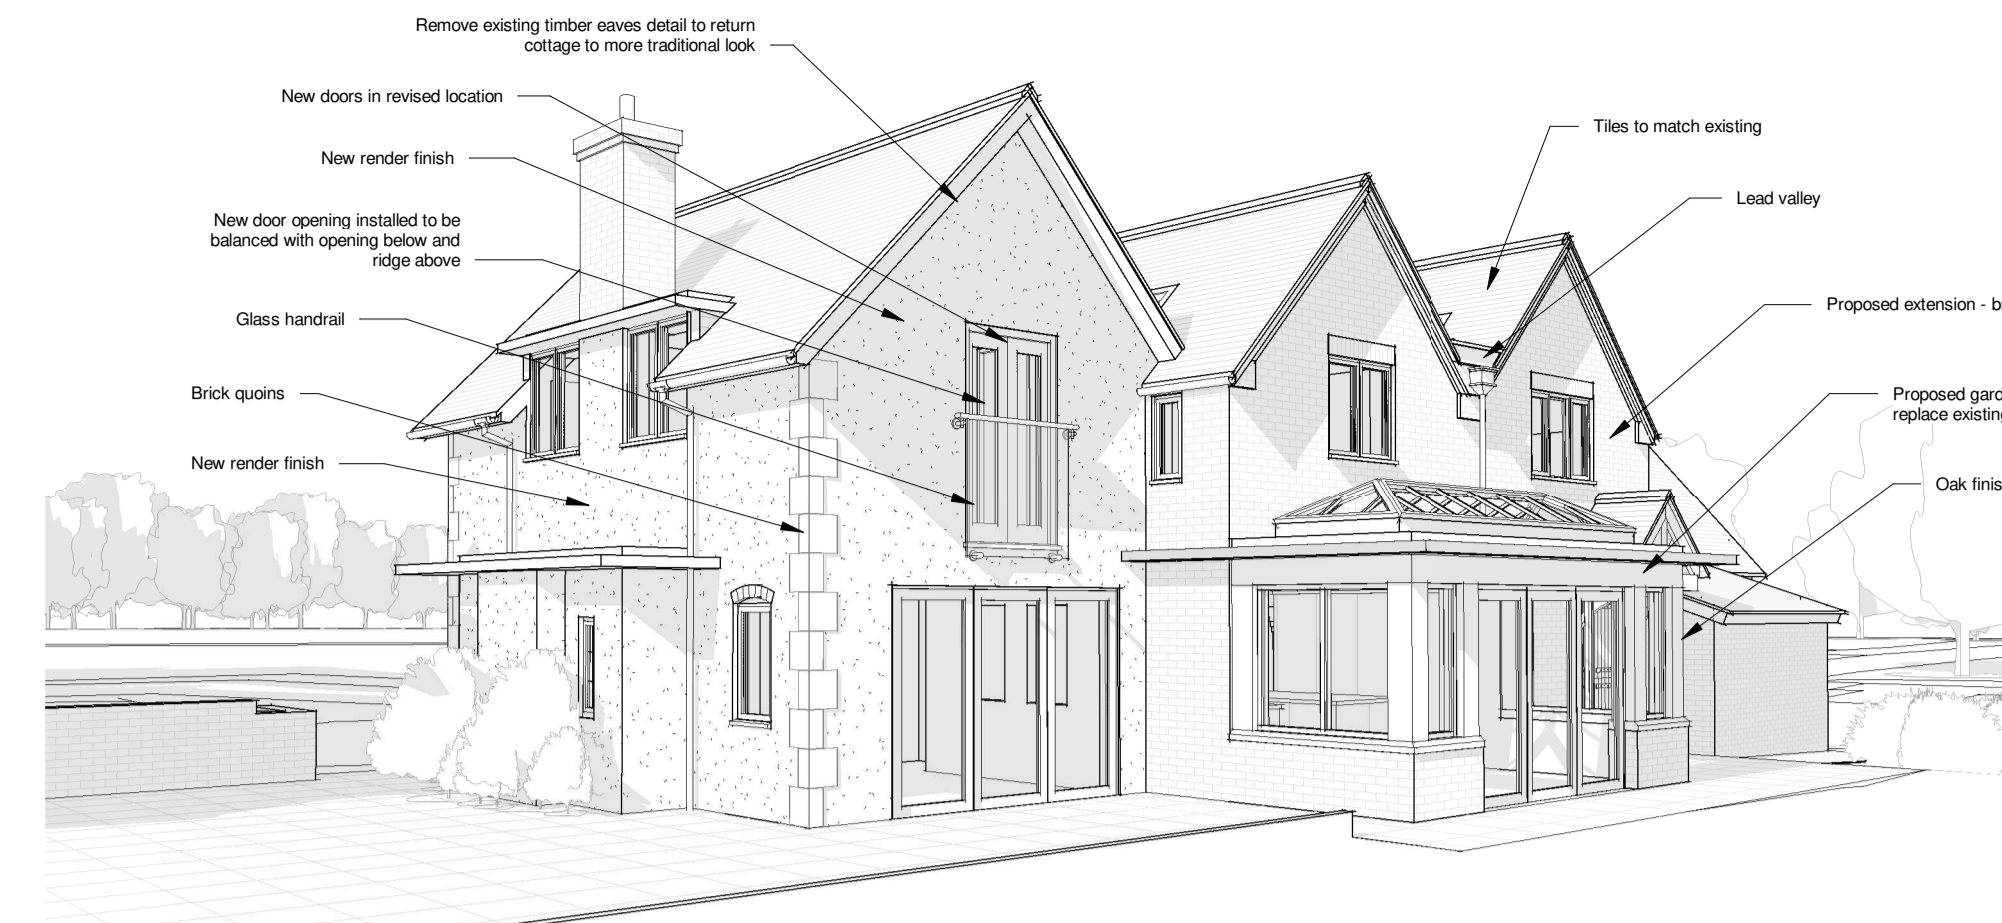 Remove existing timber eaves detail to return
cottage to more traditional look
New doors in revised location
New render finish
New door opening installed to be
balanced with opening below and
ridge above
Glass handrail
Brick quoins
New render finish
Tiles to match existing
Lead valley
Proposed extension - b
Proposed gard
replace existing
Oak finis